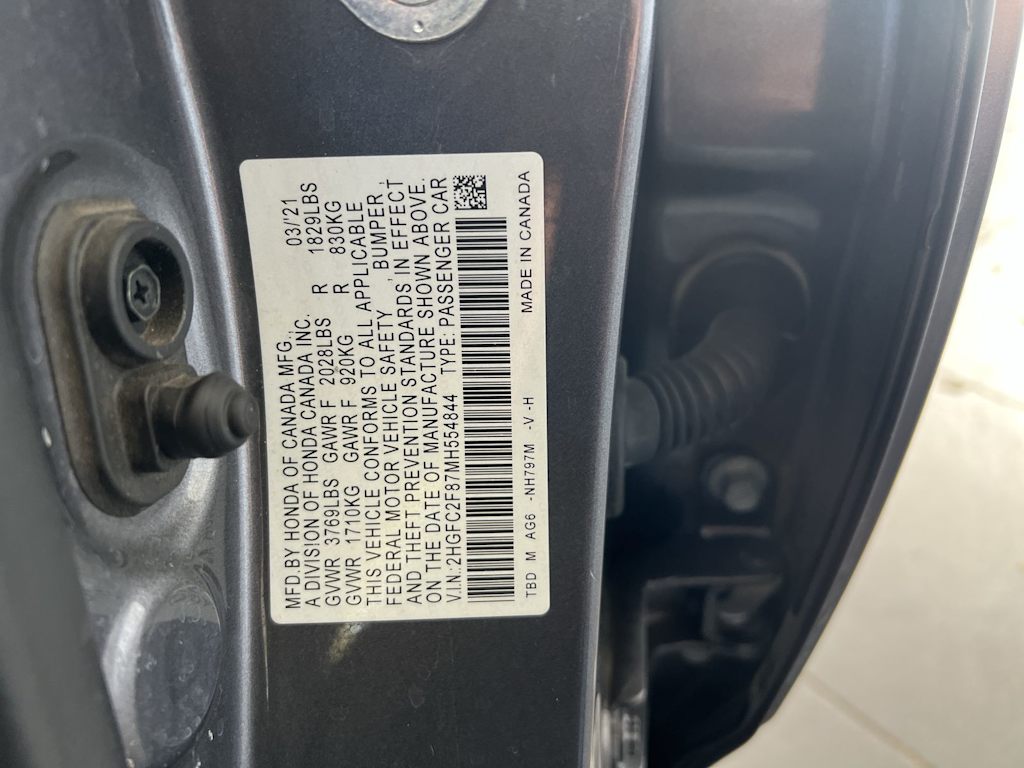 MFD BY HONDA OF CANADA MFG., 03/'21
A DIVISION OF HONDA CANADA INC.
GVWR 3769LBS GAWR F 2028LBS R 1829LBS
GVWR 1710KG GAWR F 920KG R 830KG
THIS VEHICLE CONFORMS TO ALL APPLICABLE
FEDERAL MOTOR VEHICLE SAFETY, BUMPER,
AND THEFT PREVENTION STANDARDS IN EFFECT
ON THE DATE OF MANUFACTURE SHOWN ABOVE.
V.I.N.:2HGFC2F87MH554844 TYPE: PASSENGER CAR
TBD M AG6 -NH797M -V -H MADE IN CANADA